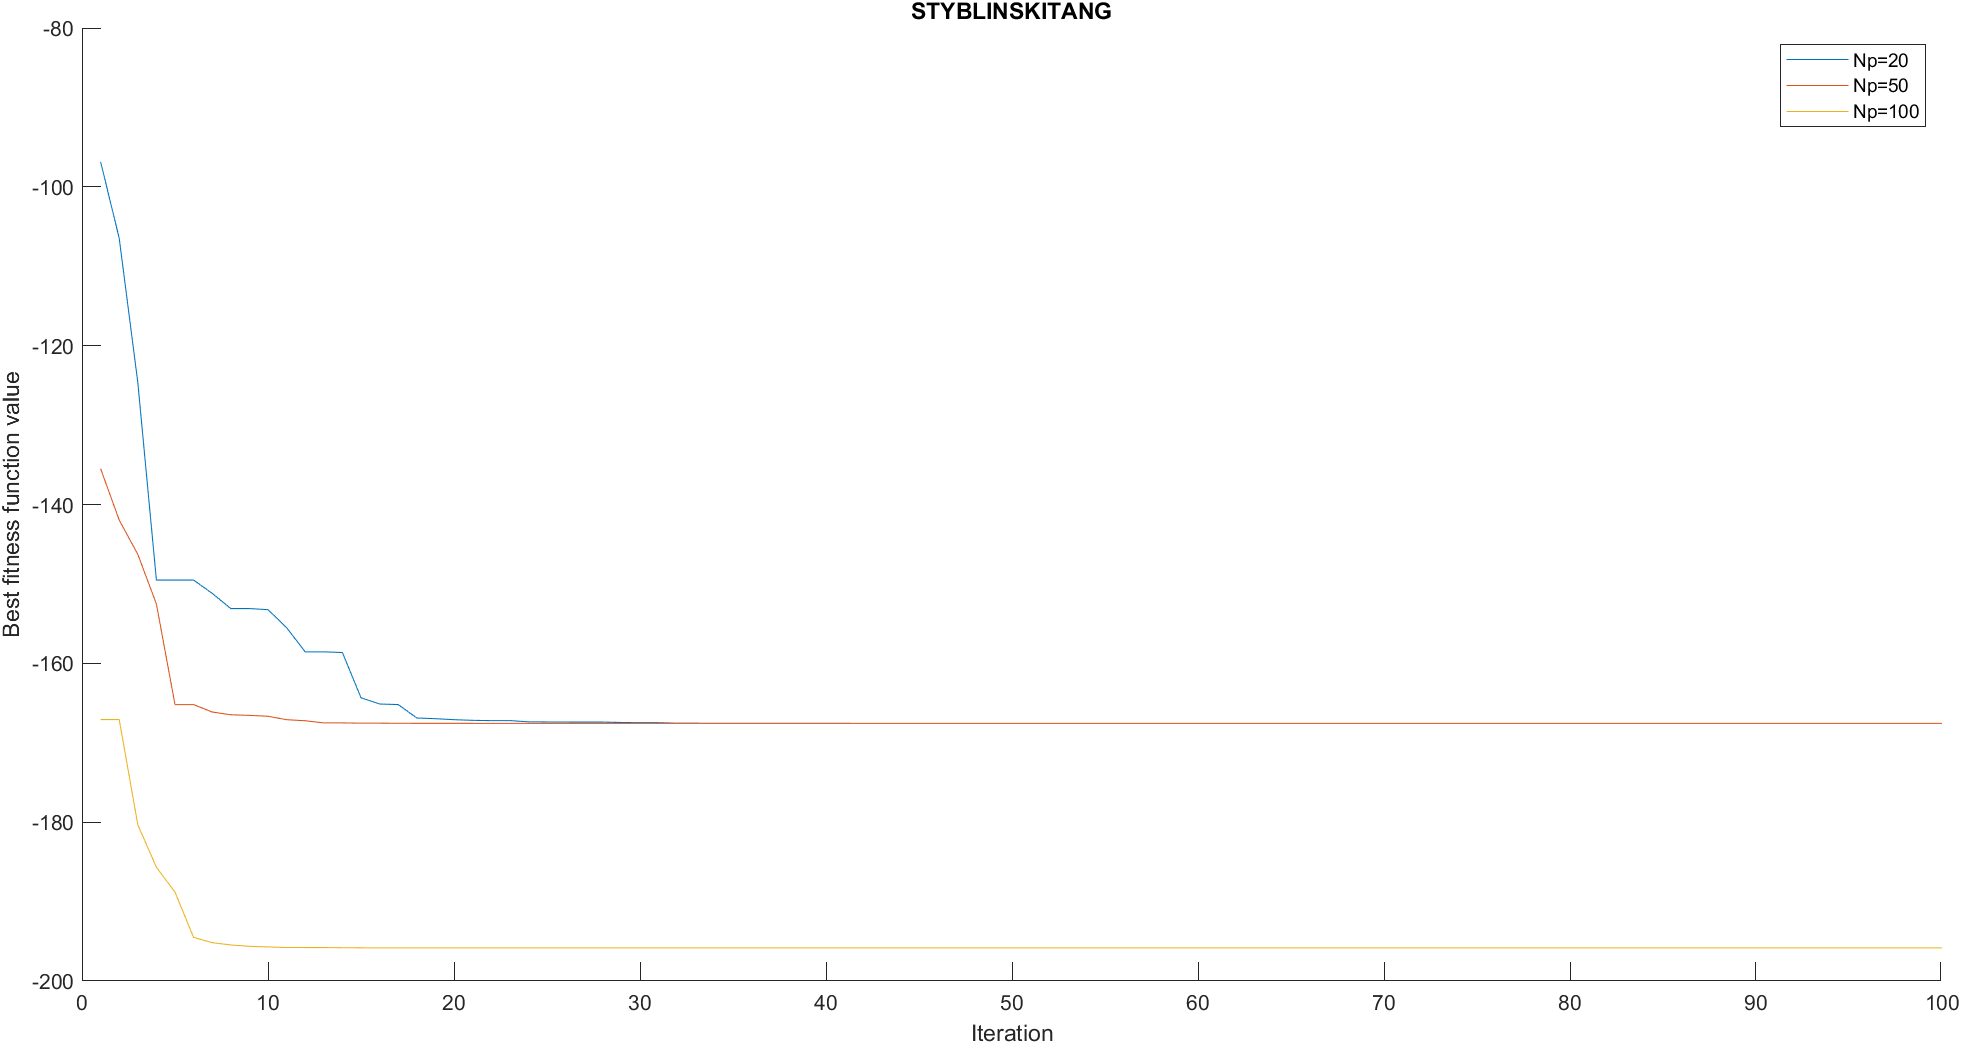 STYBLINSKITANG
Np=20
Np=50
Np=100
Best fitness function value
-80
-100
-120
-140
-160
-180
-200
0 10 20 30 40 50 60 70 80 90 100
Iteration